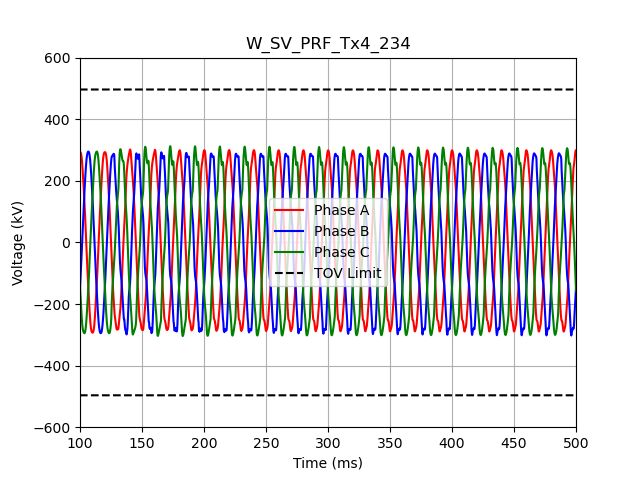 W_SV_PRF_Tx4_234
600
400
200
0
−200
−400
−600
Voltage (kV)
Phase A
Phase B
Phase C
TOV Limit
100
150
200
250
300
350
400
450
500
Time (ms)